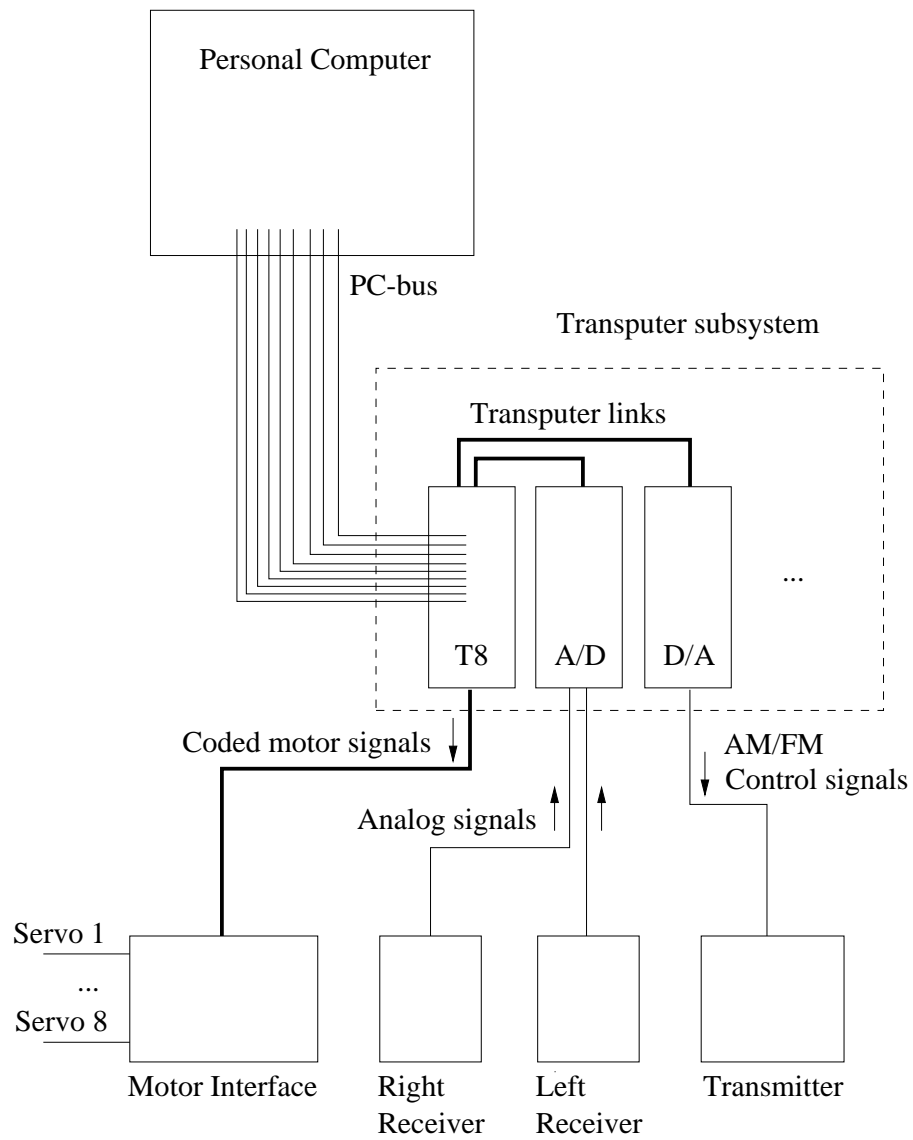 Personal Computer
PC-bus
Transputer subsystem
Transputer links
...
T8
A/D
D/A
Coded motor signals
AM/FM
Control signals
Analog signals
Servo 1
...
Servo 8
Motor Interface
Right
Receiver
Left
Receiver
Transmitter